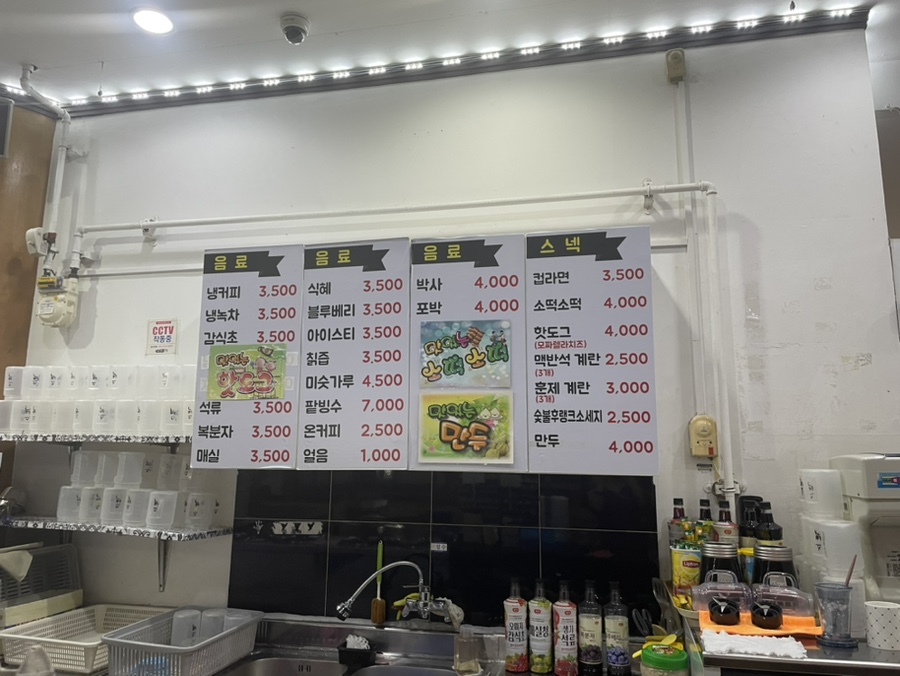 음료
냉커피 3,500
냉녹차 3,500
감식초 3,500
맛있는
핫도그
석류 3,500
복분자 3,500
매실 3,500
음료
식혜 3,500
블루베리 3,500
아이스티 3,500
칡즙 3,500
미숫가루 4,500
팥빙수 7,000
온커피 2,500
얼음 1,000
음료
박사 4,000
포박 4,000
맛있는
소떡소떡
맛있는
만두
스넥
컵라면 3,500
소떡소떡 4,000
핫도그 4,000
(모짜렐라치즈)
맥반석 계란 2,500
(3개)
훈제 계란 3,000
(3개)
숯불후랭크소세지 2,500
만두 4,000
CCTV
작동중